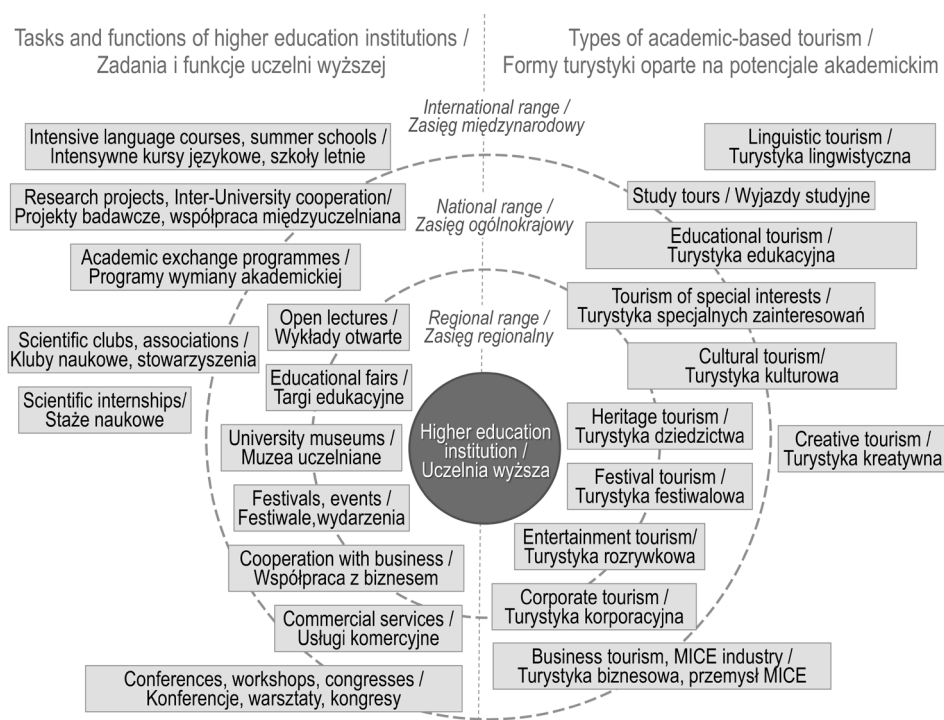 Tasks and functions of higher education institutions /
Zadania i funkcje uczelni wyższej
Types of academic-based tourism /
Formy turystyki oparte na potencjale akademickim
International range /
Zasięg międzynarodowy
National range /
Zasięg ogólnokrajowy
Regional range /
Zasięg regionalny
Higher education
institution /
Uczelnia wyższa
Intensive language courses, summer schools /
Intensywne kursy językowe, szkoły letnie
Research projects, Inter-University cooperation/
Projekty badawcze, współpraca międzyuczelniana
Academic exchange programmes /
Programy wymiany akademickiej
Open lectures /
Wykłady otwarte
Scientific clubs, associations /
Kluby naukowe, stowarzyszenia
Educational fairs /
Targi edukacyjne
Scientific internships/
Staże naukowe
University museums /
Muzea uczelniane
Festivals, events /
Festiwale,wydarzenia
Cooperation with business /
Współpraca z biznesem
Commercial services /
Usługi komercyjne
Conferences, workshops, congresses /
Konferencje, warsztaty, kongresy
Linguistic tourism /
Turystyka lingwistyczna
Study tours / Wyjazdy studyjne
Educational tourism /
Turystyka edukacyjna
Tourism of special interests /
Turystyka specjalnych zainteresowań
Cultural tourism/
Turystyka kulturowa
Heritage tourism /
Turystyka dziedzictwa
Creative tourism /
Turystyka kreatywna
Festival tourism /
Turystyka festiwalowa
Entertainment tourism/
Turystyka rozrywkowa
Corporate tourism /
Turystyka korporacyjna
Business tourism, MICE industry /
Turystyka biznesowa, przemysł MICE